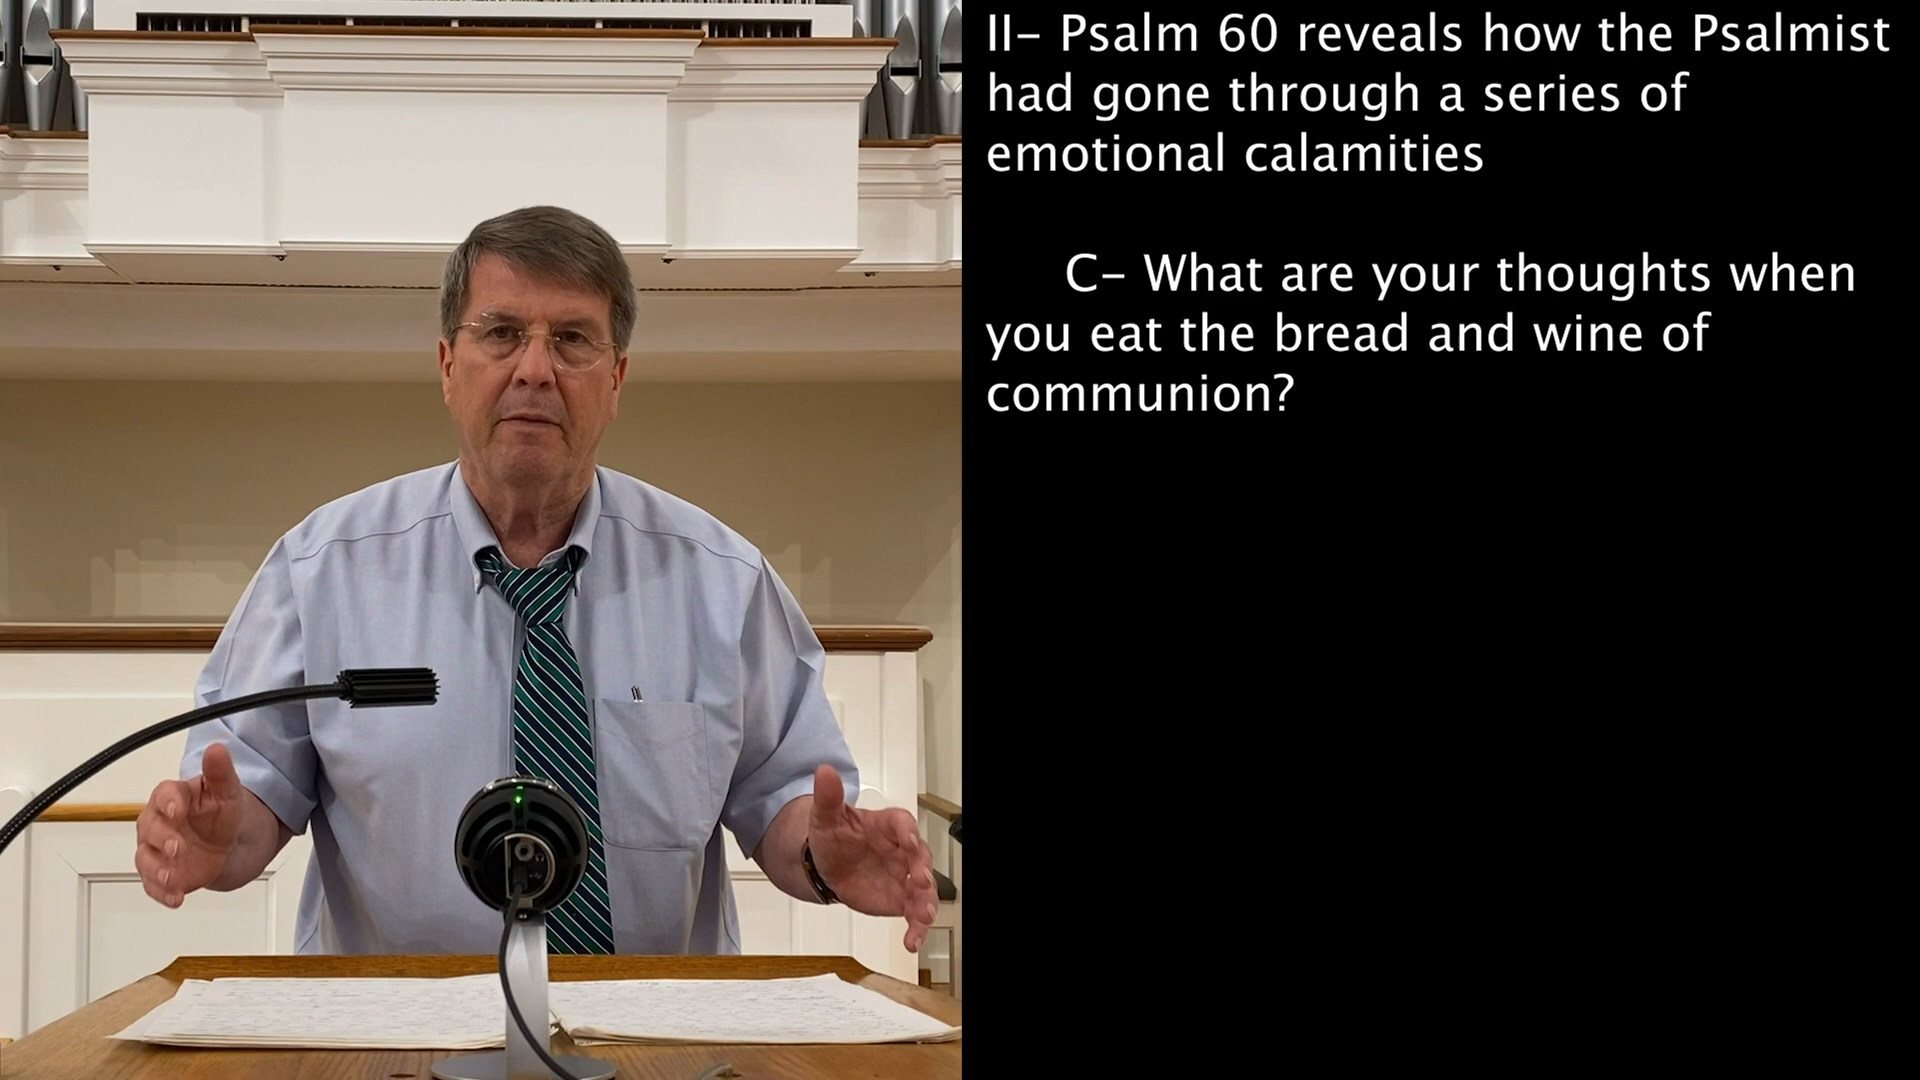 II– Psalm 60 reveals how the Psalmist
had gone through a series of
emotional calamities
C– What are your thoughts when
you eat the bread and wine of
communion?